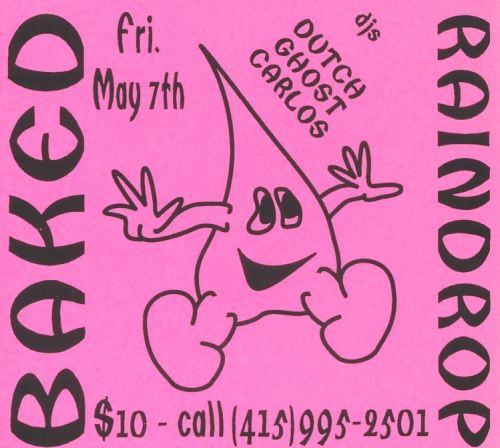 BAKED
RAINDROP
Fri.
May 7th
djs
DUTCH
GHOST
CARLOS
$10 - call (415) 995-2501